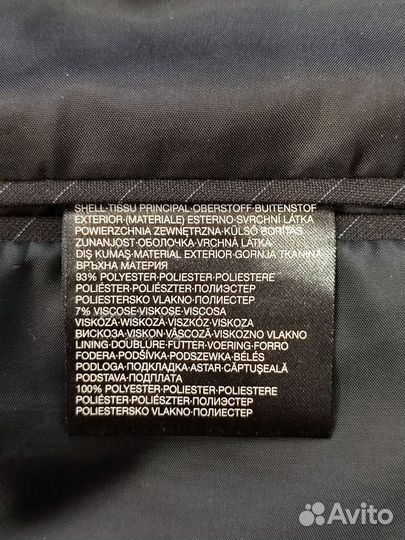 SHELL·TISSU PRINCIPAL·OBERSTOFF·BUITENSTOF
EXTERIOR·(MATERIALE) ESTERNO·SVRCHNÍ LÁTKA
POWIERZCHNIA ZEWNĘTRZNA·KÜLSŐ BORÍTÁS
ZUNANJOST·ОБОЛОЧКА·VRCHNÁ LÁTKA
DIŞ KUMAŞ·MATERIAL EXTERIOR·GORNJA TKANINA
ВРЪХНА МАТЕРИЯ
93% POLYESTER·POLIESTER·POLIESTERE
POLIÉSTER·POLIÉSZTER·ПОЛИЭСТЕР
POLIESTERSKO VLAKNO·ПОЛИЕСТЕР
7% VISCOSE·VISKOSE·VISCOSA
VISKÓZA·WISKOZA·VISZKÓZ·VISKOZA
ВИСКОЗА·VISKON·VÂSCOZĂ·VISKOZNO VLAKNO
LINING·DOUBLURE·FUTTER·VOERING·FORRO
FODERA·PODŠÍVKA·PODSZEWKA·BÉLÉS
PODLOGA·ПОДКЛАДКА·ASTAR·CĂPTUŞEALĂ
PODSTAVA·ПОДПЛАТА
100% POLYESTER·POLIESTER·POLIESTERE
POLIÉSTER·POLIÉSZTER·ПОЛИЭСТЕР
POLIESTERSKO VLAKNO·ПОЛИЕСТЕР
Avito